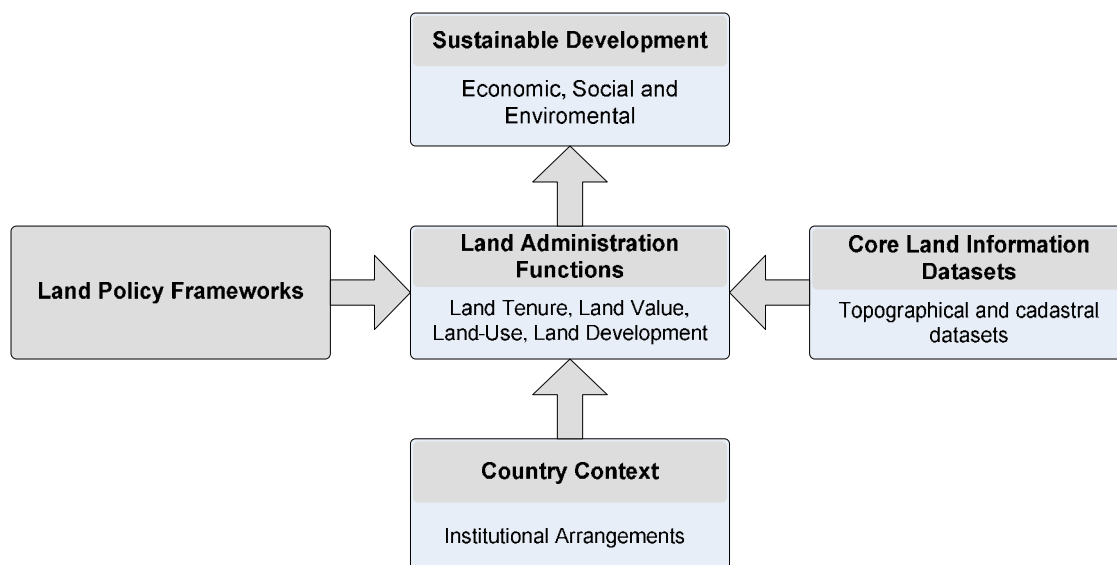 Sustainable Development
Economic, Social and
Enviromental
Land Policy Frameworks
Land Administration
Functions
Land Tenure, Land Value,
Land-Use, Land Development
Core Land Information
Datasets
Topographical and cadastral
datasets
Country Context
Institutional Arrangements